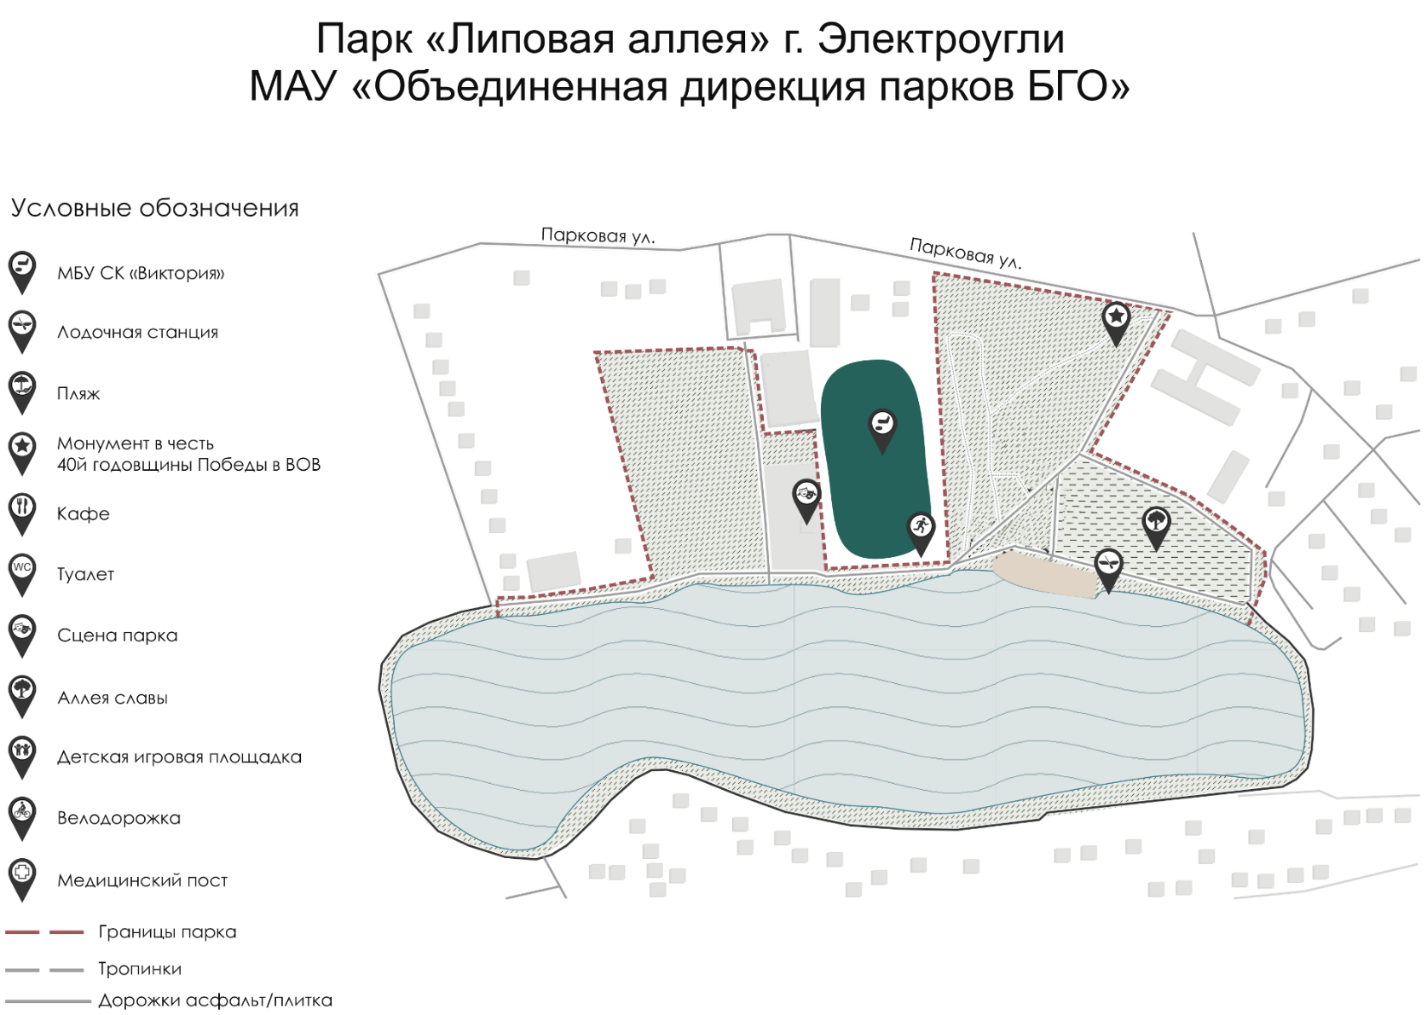 Парк «Липовая аллея» г. Электроугли
МАУ «Объединенная дирекция парков БГО»
Условные обозначения
МБУ СК «Виктория»
Лодочная станция
Пляж
Монумент в честь
40й годовщины Победы в ВОВ
Кафе
WC
Туалет
Сцена парка
Аллея славы
Детская игровая площадка
Велодорожка
Медицинский пост
Границы парка
Тропинки
Дорожки асфальт/плитка
Парковая ул.
Парковая ул.